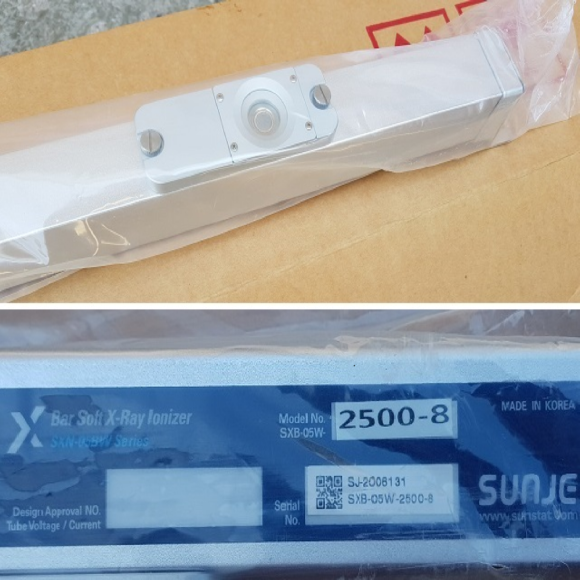 Bar Soft X-Ray Ionizer
SXN-05BW Series
Model No.
SXB-05W-
2500-8
MADE IN KOREA
Design Approval NO.
Tube Voltage / Current
Serial
No.
SJ-2006131
SXB-05W-2500-8
SUNJE
www.sunstat.com